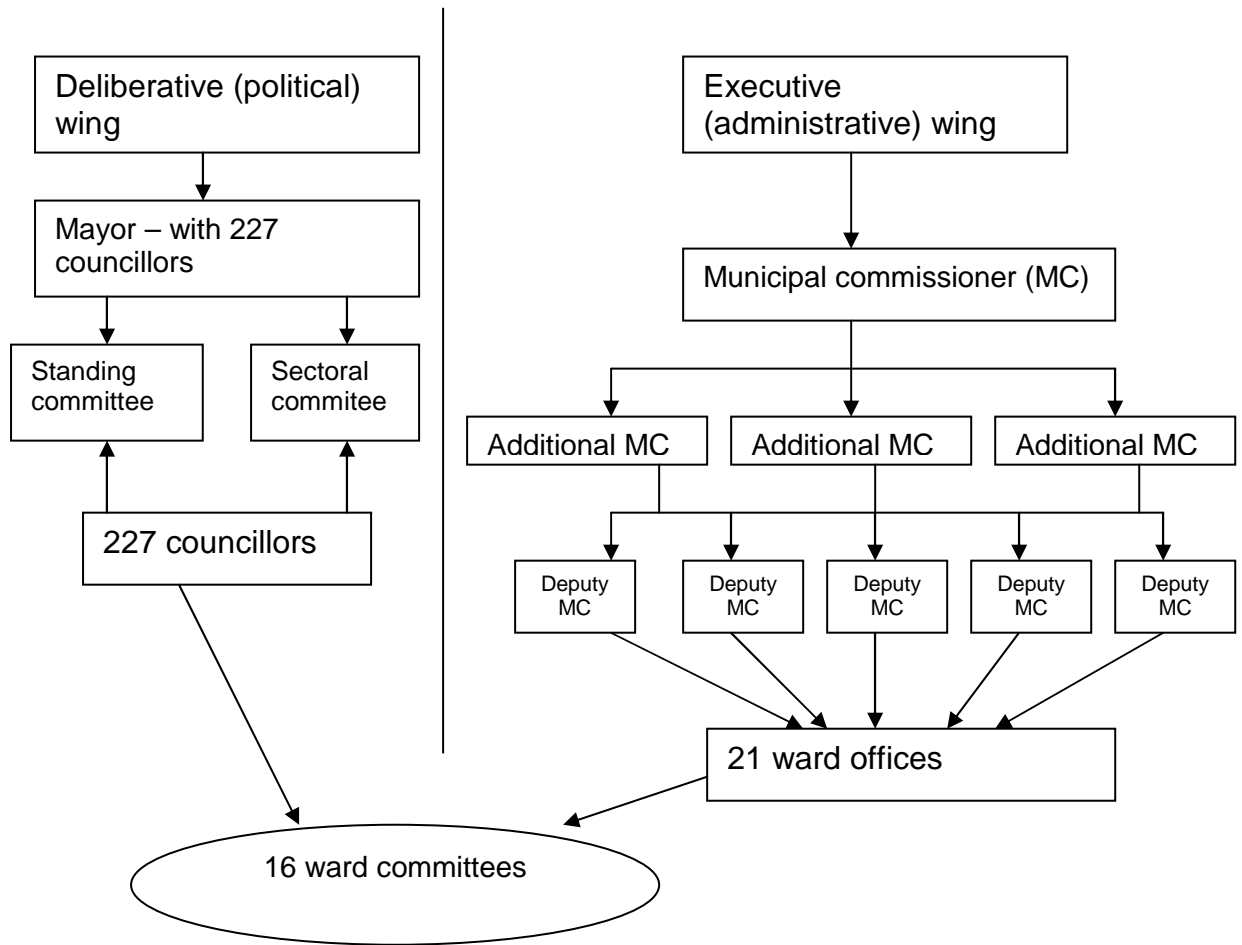 Deliberative (political)
wing
Mayor – with 227
councillors
Standing
committee
Sectoral
commitee
227 councillors
Executive
(administrative) wing
Municipal commissioner (MC)
Additional MC
Additional MC
Additional MC
Deputy
MC
Deputy
MC
Deputy
MC
Deputy
MC
Deputy
MC
21 ward offices
16 ward committees